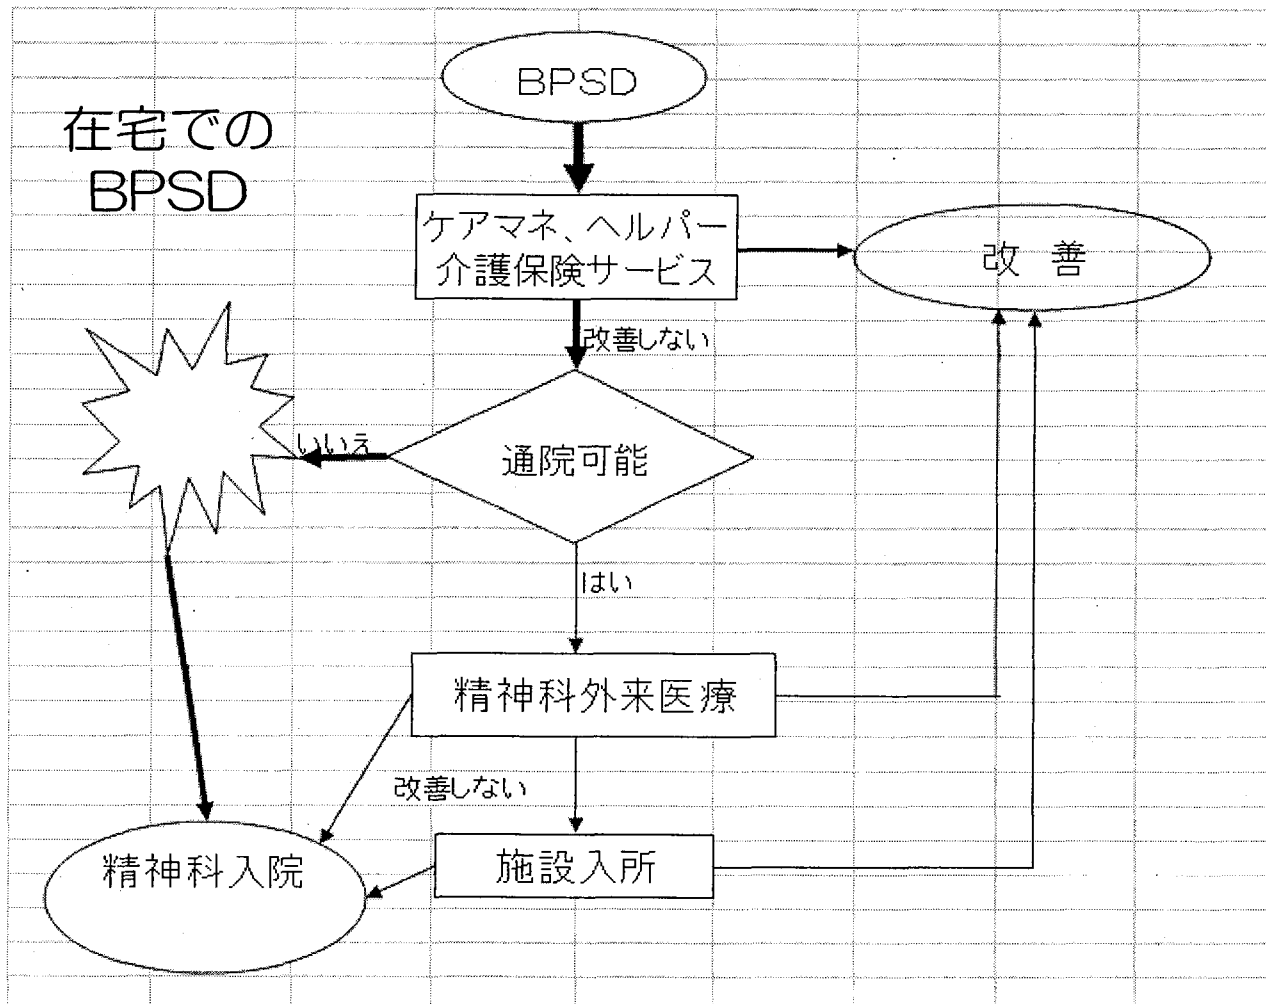 在宅での
BPSD
BPSD
ケアマネ、ヘルパー
介護保険サービス
改善
改善しない
いいえ
通院可能
はい
精神科外来医療
改善しない
施設入所
精神科入院